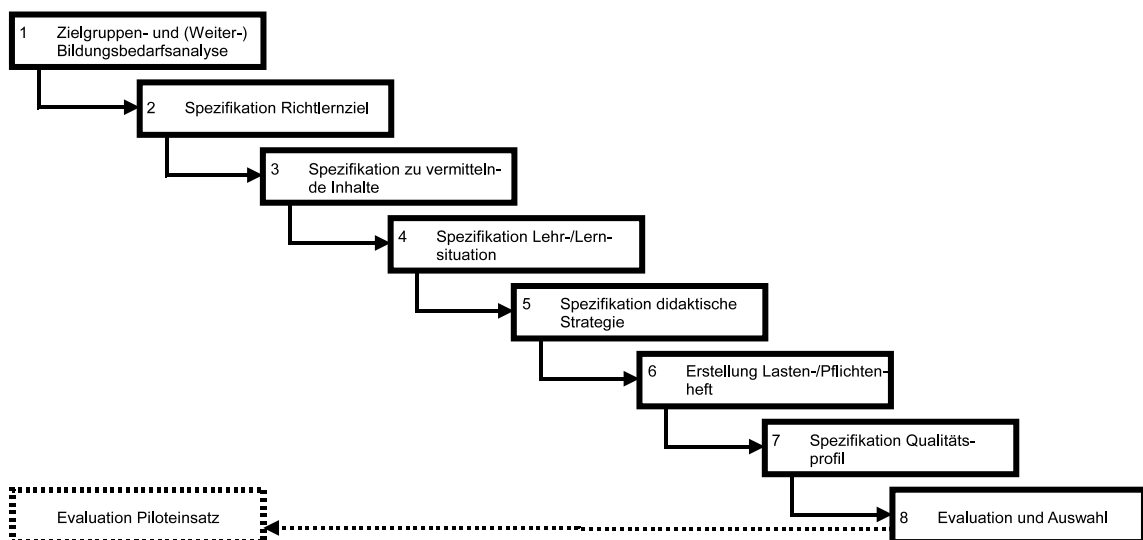 1 Zielgruppen- und (Weiter-)
Bildungsbedarfsanalyse
2 Spezifikation Richtlernziel
3 Spezifikation zu vermitteln-
de Inhalte
4 Spezifikation Lehr-/Lern-
situation
5 Spezifikation didaktische
Strategie
6 Erstellung Lasten-/Pflichten-
heft
7 Spezifikation Qualitäts-
profil
Evaluation Piloteinsatz
8 Evaluation und Auswahl